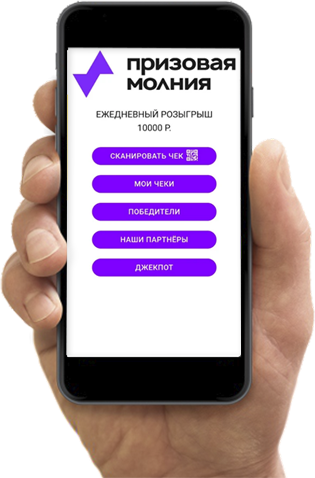 призовая
молния
ЕЖЕДНЕВНЫЙ РОЗЫГРЫШ
10000 Р.
СКАНИРОВАТЬ ЧЕК
МОИ ЧЕКИ
ПОБЕДИТЕЛИ
НАШИ ПАРТНЁРЫ
ДЖЕКПОТ